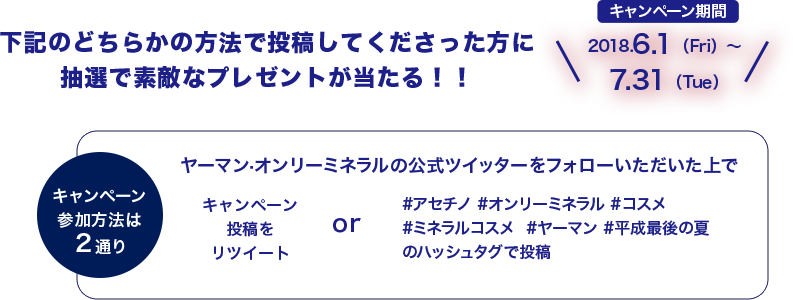 キャンペーン期間
下記のどちらかの方法で投稿してくださった方に
抽選で素敵なプレゼントが当たる！！
2018.6.1（Fri）～
7.31（Tue）
キャンペーン
参加方法は
2通り
ヤーマン·オンリーミネラルの公式ツイッターをフォローいただいた上で
キャンペーン
投稿を
リツイート
or
#アセチノ #オンリーミネラル #コスメ
#ミネラルコスメ #ヤーマン #平成最後の夏
のハッシュタグで投稿